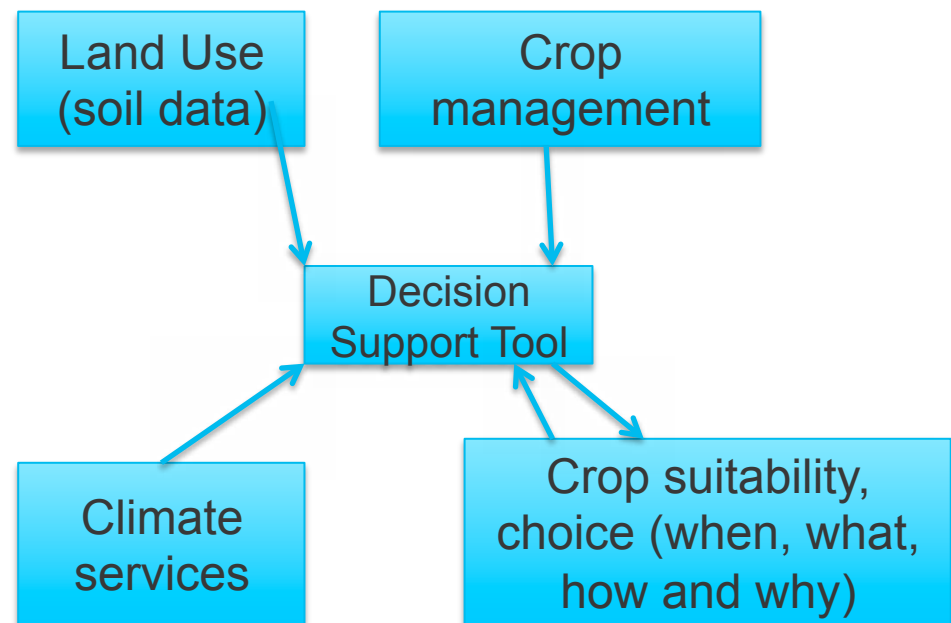 Land Use
(soil data)
Crop
management
Decision
Support Tool
Climate
services
Crop suitability,
choice (when, what,
how and why)